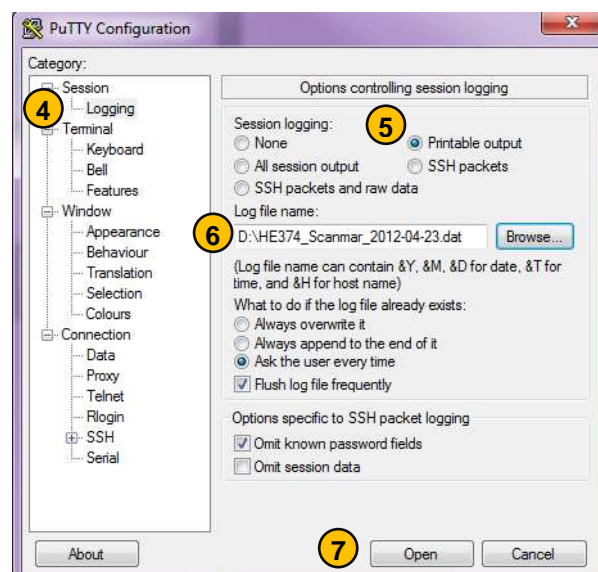 PuTTY Configuration
Category:
Session
4
Logging
Terminal
Keyboard
Bell
Features
Window
Appearance
Behaviour
Translation
Selection
Colours
Connection
Data
Proxy
Telnet
Rlogin
SSH
Serial
Options controlling session logging
Session logging:
5
None
Printable output
All session output
SSH packets
SSH packets and raw data
Log file name:
6
D:\HE374_Scanmar_2012-04-23.dat
Browse...
(Log file name can contain &Y, &M, &D for date, &T for
time, and &H for host name)
What to do if the log file already exists:
Always overwrite it
Always append to the end of it
Ask the user every time
Flush log file frequently
Options specific to SSH packet logging
Omit known password fields
Omit session data
About
7
Open
Cancel